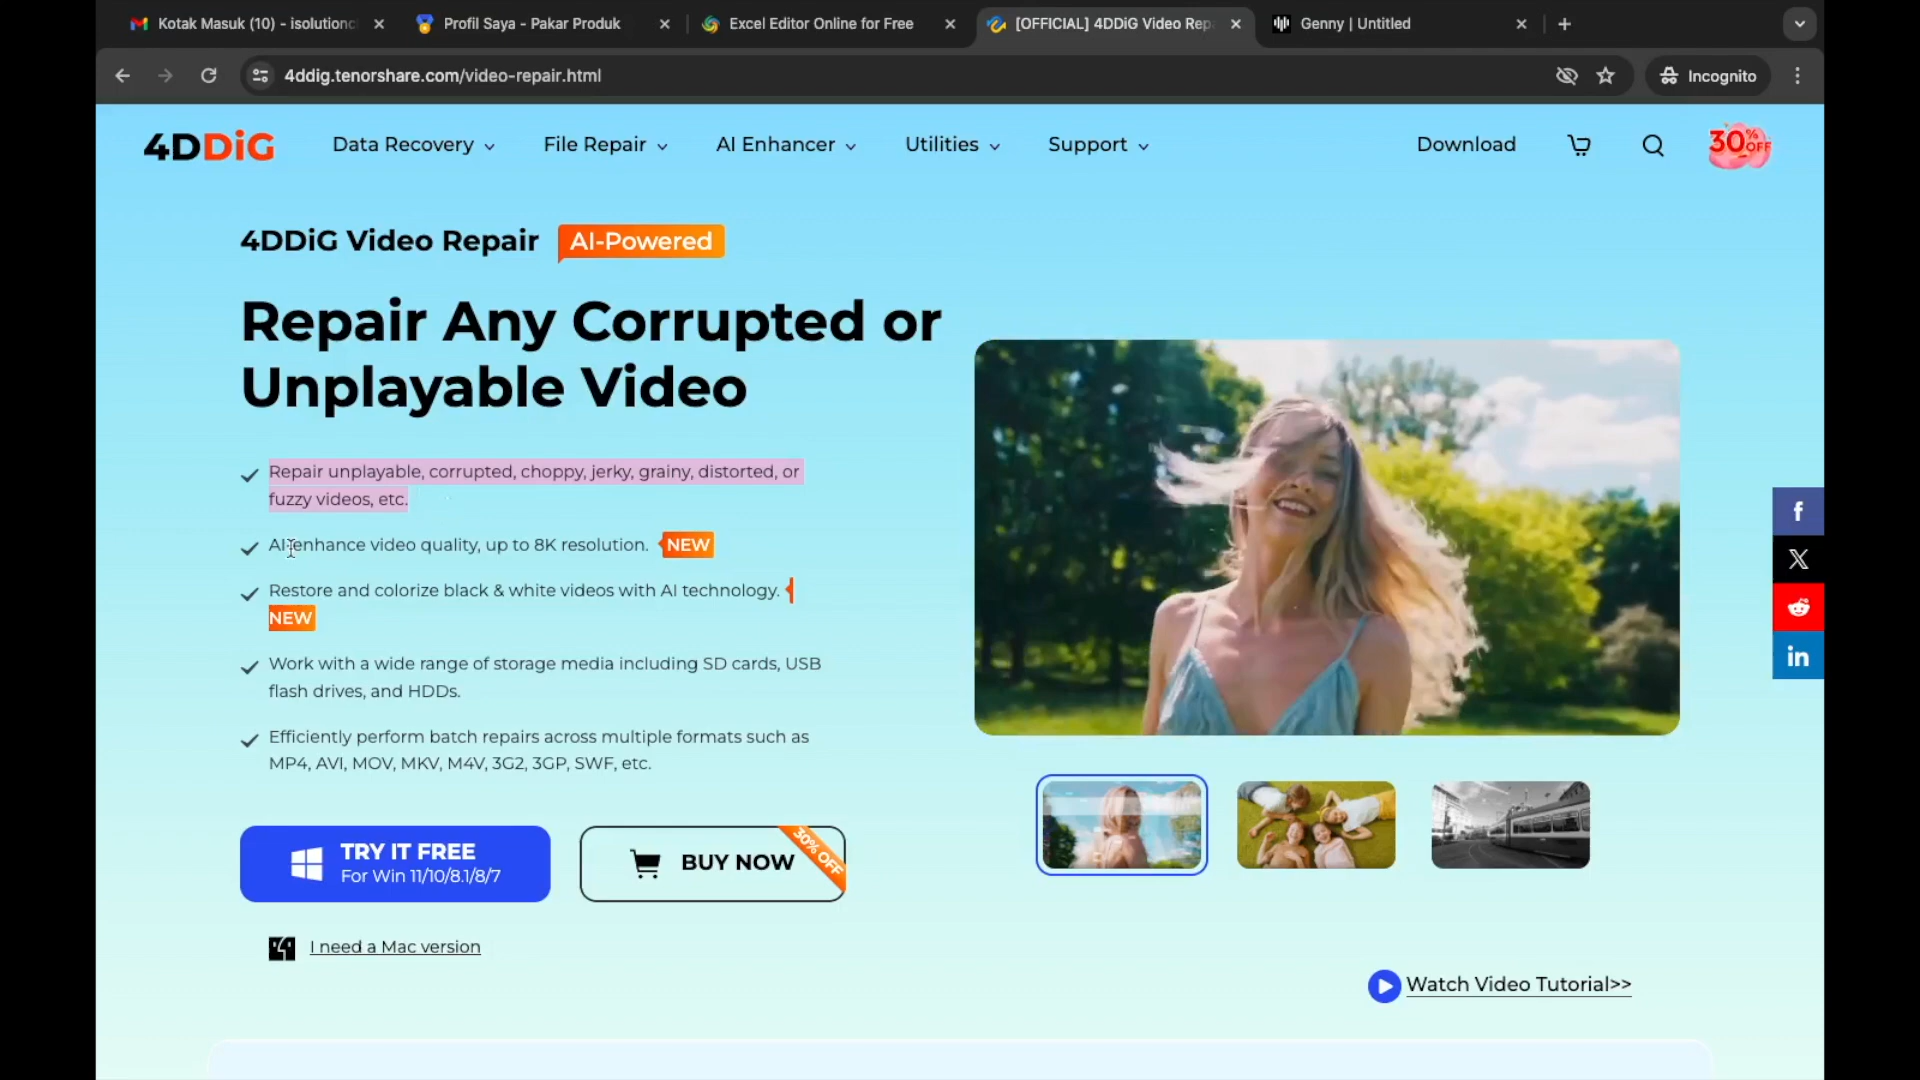 Kotak Masuk (10) - isolutionc
Profil Saya - Pakar Produk
Excel Editor Online for Free
[OFFICIAL] 4DDiG Video Rep
Genny | Untitled
4ddig.tenorshare.com/video-repair.html
Incognito
4DDiG
Data Recovery
File Repair
AI Enhancer
Utilities
Support
Download
30% OFF
4DDiG Video Repair
AI-Powered
Repair Any Corrupted or
Unplayable Video
Repair unplayable, corrupted, choppy, jerky, grainy, distorted, or
fuzzy videos, etc.
AI enhance video quality, up to 8K resolution. NEW
Restore and colorize black & white videos with AI technology.
NEW
Work with a wide range of storage media including SD cards, USB
flash drives, and HDDs.
Efficiently perform batch repairs across multiple formats such as
MP4, AVI, MOV, MKV, M4V, 3G2, 3GP, SWF, etc.
TRY IT FREE
For Win 11/10/8.1/8/7
BUY NOW
30% OFF
I need a Mac version
Watch Video Tutorial>>